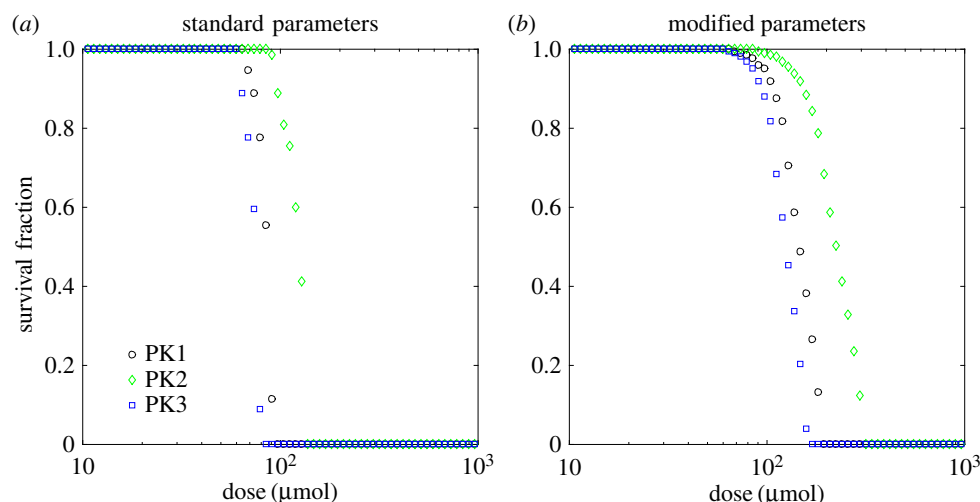 (a) standard parameters
1.0
0.8
0.6
0.4
0.2
0
survival fraction
PK1
PK2
PK3
10 10² 10³
dose (µmol)
(b) modified parameters
1.0
0.8
0.6
0.4
0.2
0
10 10² 10³
dose (µmol)